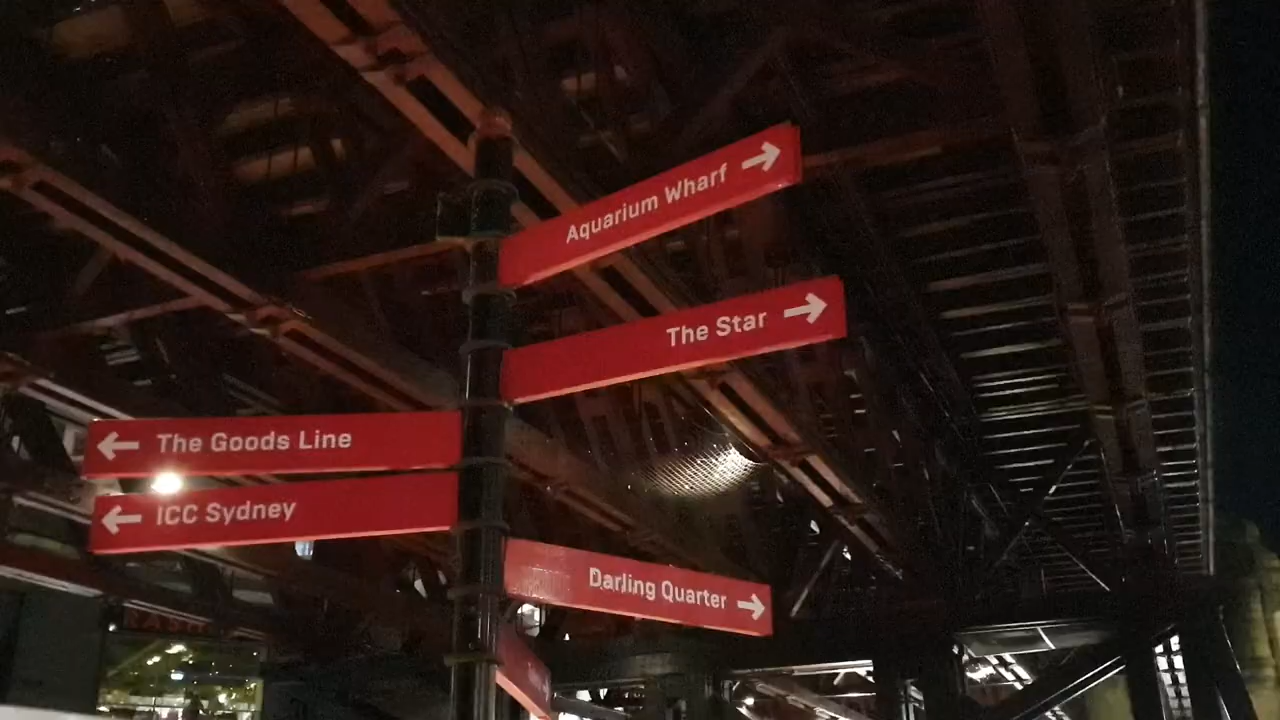 Aquarium Wharf →
The Star →
← The Goods Line
← ICC Sydney
Darling Quarter →